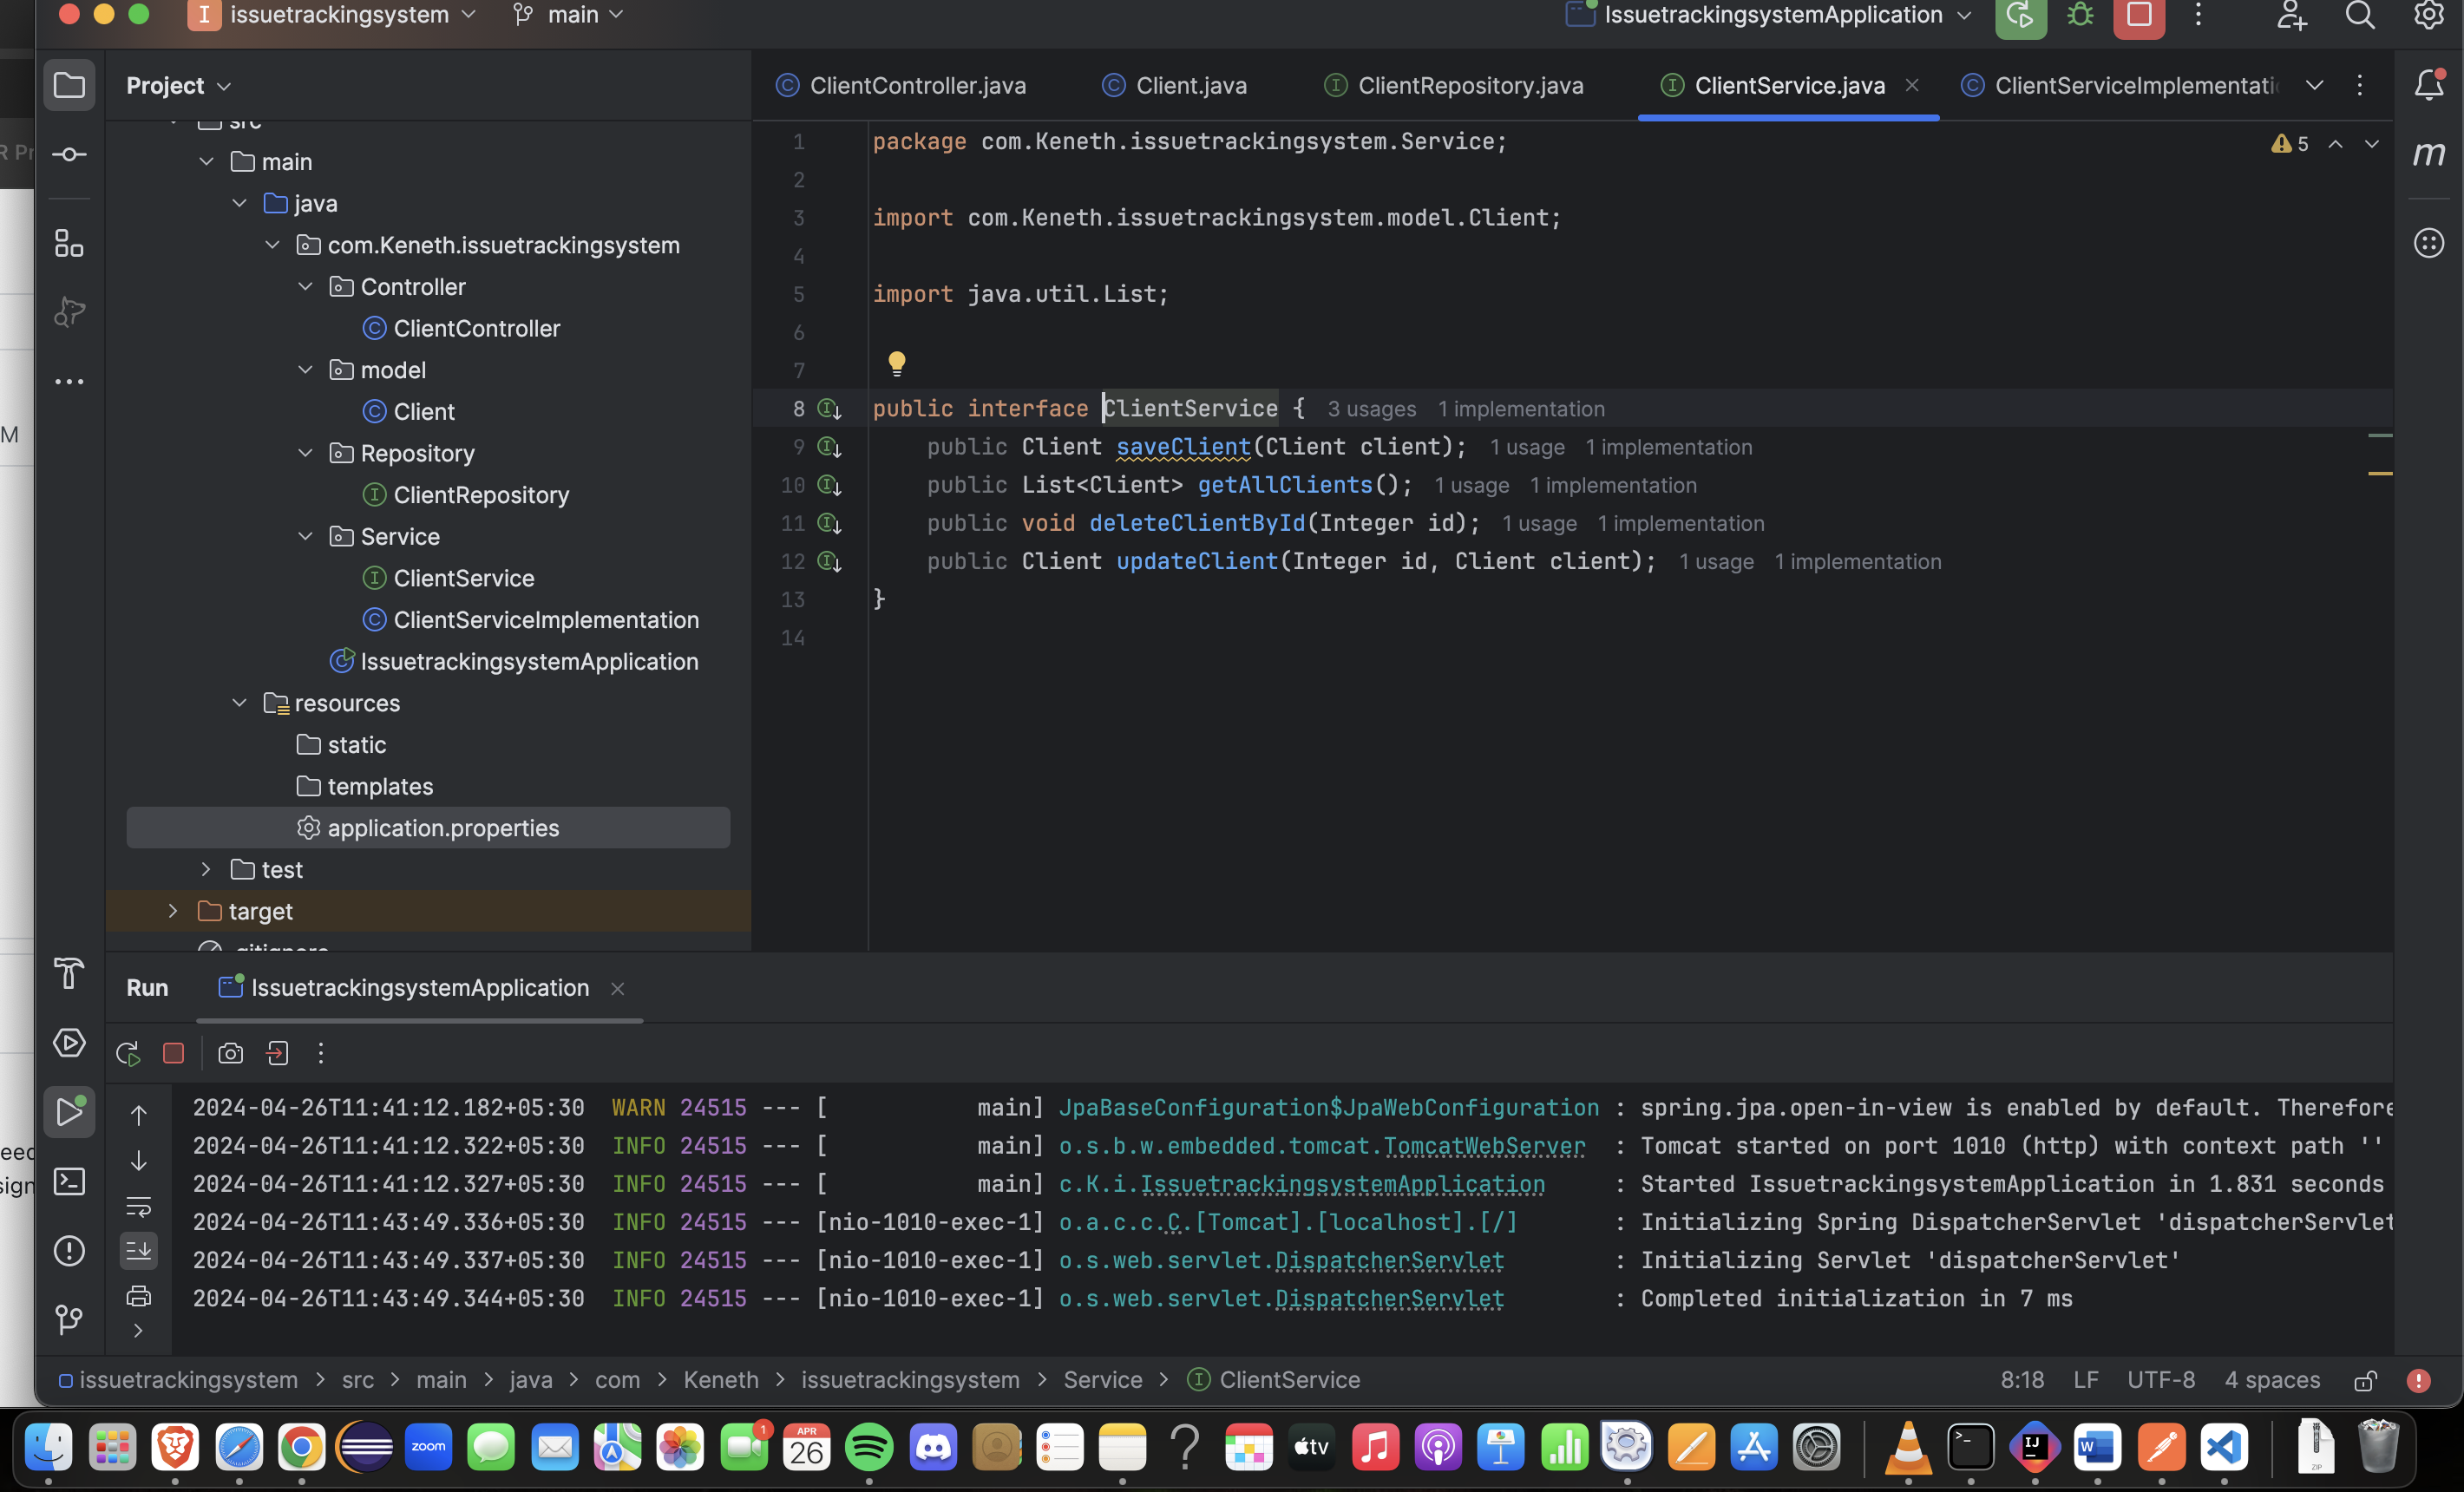 issuetrackingsystem
main
IssuetrackingsystemApplication
Project
src
main
java
com.Keneth.issuetrackingsystem
Controller
ClientController
model
Client
Repository
ClientRepository
Service
ClientService
ClientServiceImplementation
IssuetrackingsystemApplication
resources
static
templates
application.properties
test
target
.gitignore
ClientController.java
Client.java
ClientRepository.java
ClientService.java
ClientServiceImplementati
5
1 package com.Keneth.issuetrackingsystem.Service;
2
3 import com.Keneth.issuetrackingsystem.model.Client;
4
5 import java.util.List;
6
7
8 public interface ClientService { 3 usages 1 implementation
9 public Client saveClient(Client client); 1 usage 1 implementation
10 public List<Client> getAllClients(); 1 usage 1 implementation
11 public void deleteClientById(Integer id); 1 usage 1 implementation
12 public Client updateClient(Integer id, Client client); 1 usage 1 implementation
13 }
14
Run IssuetrackingsystemApplication
2024-04-26T11:41:12.182+05:30 WARN 24515 --- [ main] JpaBaseConfiguration$JpaWebConfiguration : spring.jpa.open-in-view is enabled by default. Therefore
2024-04-26T11:41:12.322+05:30 INFO 24515 --- [ main] o.s.b.w.embedded.tomcat.TomcatWebServer : Tomcat started on port 1010 (http) with context path ''
2024-04-26T11:41:12.327+05:30 INFO 24515 --- [ main] c.K.i.IssuetrackingsystemApplication : Started IssuetrackingsystemApplication in 1.831 seconds
2024-04-26T11:43:49.336+05:30 INFO 24515 --- [nio-1010-exec-1] o.a.c.c.C.[Tomcat].[localhost].[/] : Initializing Spring DispatcherServlet 'dispatcherServlet
2024-04-26T11:43:49.337+05:30 INFO 24515 --- [nio-1010-exec-1] o.s.web.servlet.DispatcherServlet : Initializing Servlet 'dispatcherServlet'
2024-04-26T11:43:49.344+05:30 INFO 24515 --- [nio-1010-exec-1] o.s.web.servlet.DispatcherServlet : Completed initialization in 7 ms
issuetrackingsystem > src > main > java > com > Keneth > issuetrackingsystem > Service > ClientService
8:18 LF UTF-8 4 spaces
zoom
1
APR
26
tv
IJ
W
ZIP